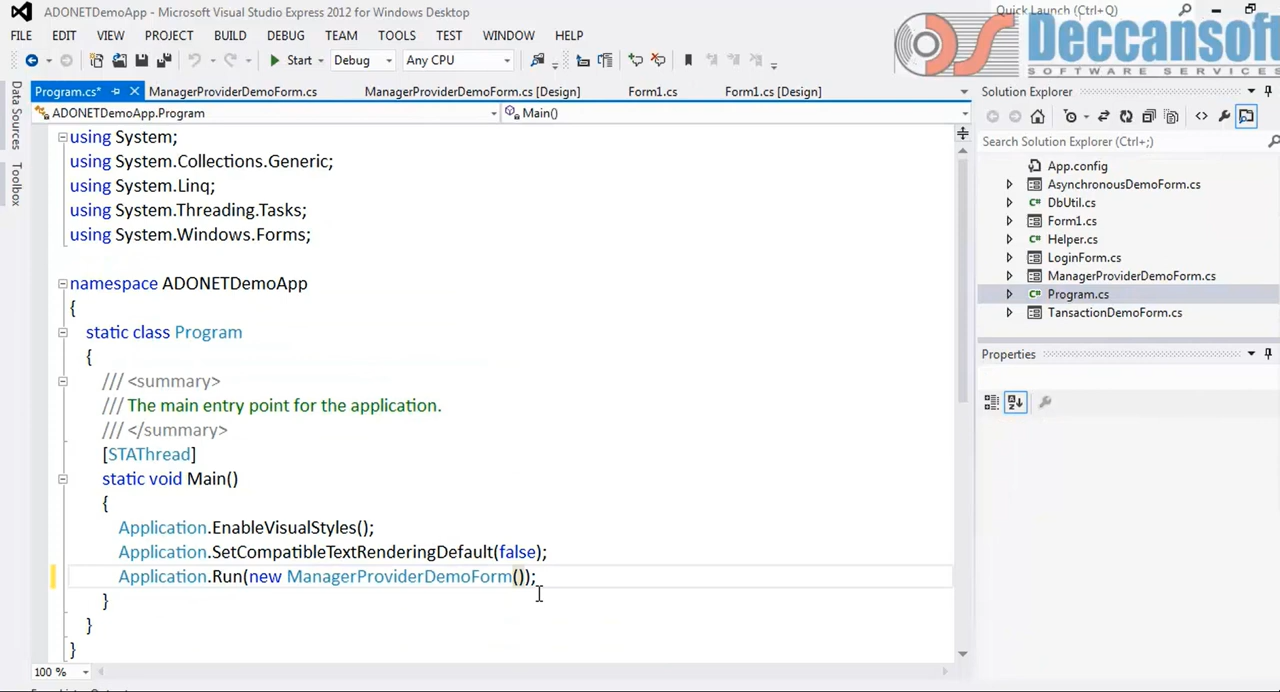 ADONETDemoApp - Microsoft Visual Studio Express 2012 for Windows Desktop
Quick Launch (Ctrl+Q)
FILE EDIT VIEW PROJECT BUILD DEBUG TEAM TOOLS TEST WINDOW HELP
DS Deccansoft
SOFTWARE SERVICES
Start Debug Any CPU
Program.cs* ManagerProviderDemoForm.cs ManagerProviderDemoForm.cs [Design] Form1.cs Form1.cs [Design]
ADONETDemoApp.Program Main()
Data Sources
Toolbox
using System;
using System.Collections.Generic;
using System.Linq;
using System.Threading.Tasks;
using System.Windows.Forms;
namespace ADONETDemoApp
{
static class Program
{
/// <summary>
/// The main entry point for the application.
/// </summary>
[STAThread]
static void Main()
{
Application.EnableVisualStyles();
Application.SetCompatibleTextRenderingDefault(false);
Application.Run(new ManagerProviderDemoForm());
}
}
}
100 %
Solution Explorer
Search Solution Explorer (Ctrl+;)
App.config
AsynchronousDemoForm.cs
DbUtil.cs
Form1.cs
Helper.cs
LoginForm.cs
ManagerProviderDemoForm.cs
Program.cs
TansactionDemoForm.cs
Properties